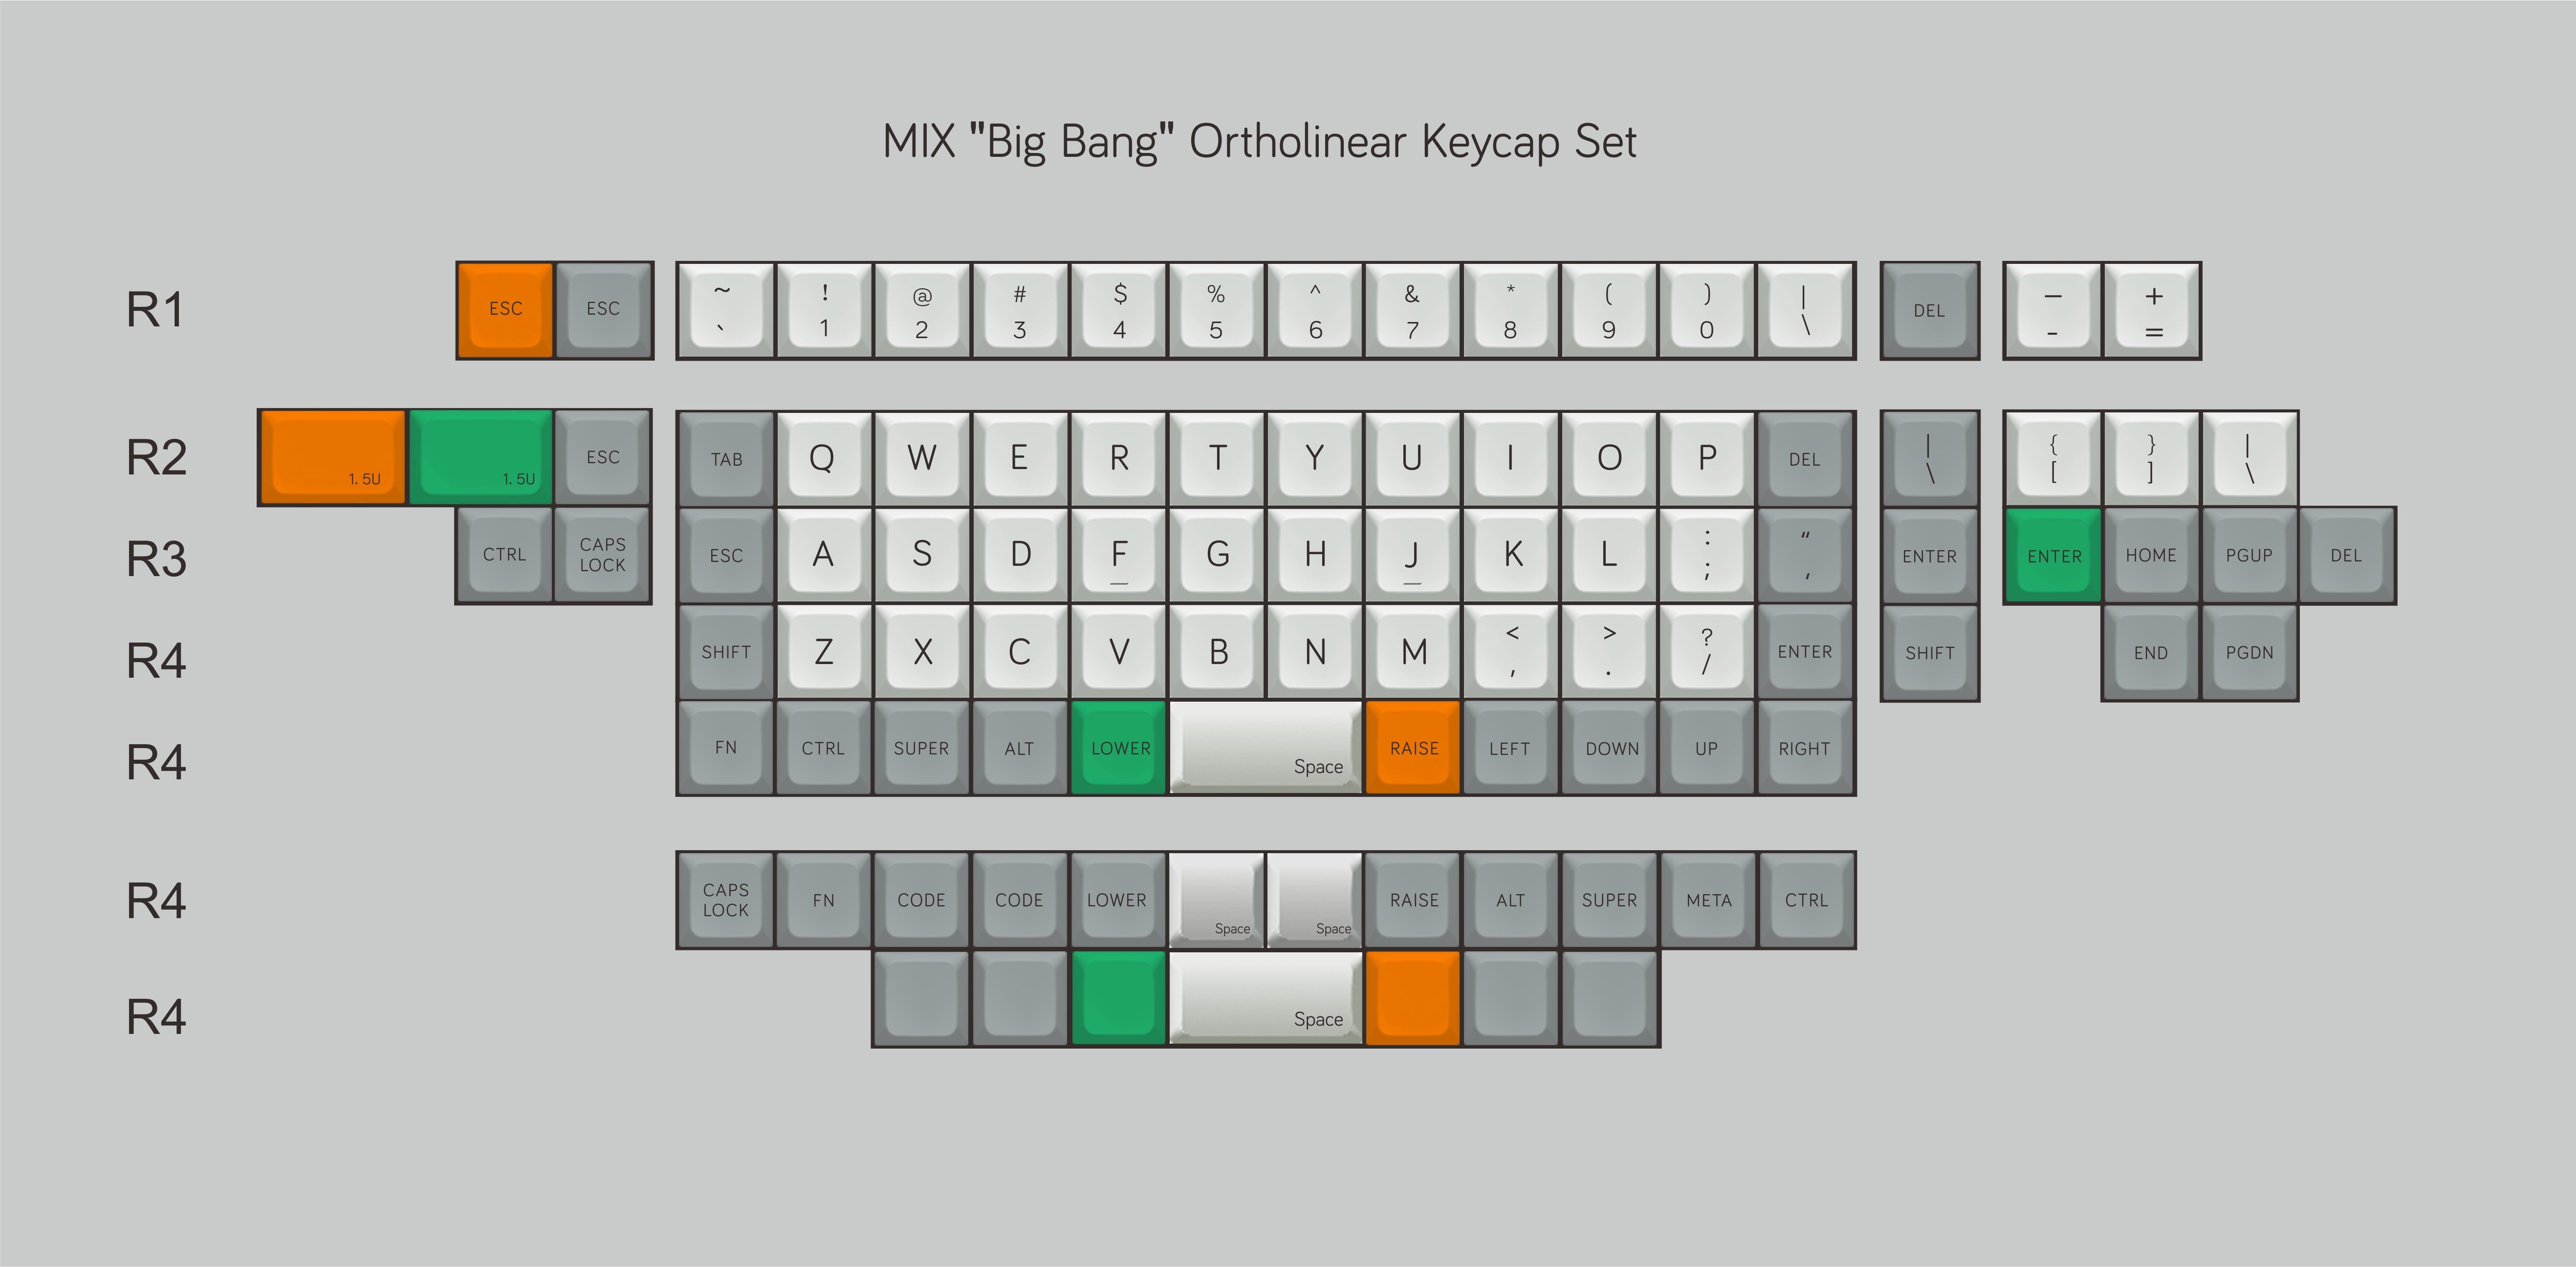 MIX "Big Bang" Ortholinear Keycap Set
R1 ESC ESC ~ ! @ # $ % ^ & * ( ) | DEL — +
` 1 2 3 4 5 6 7 8 9 0 \ - =
R2 1.5U 1.5U ESC TAB Q W E R T Y U I O P DEL | \ { [ } ] | \
R3 CTRL CAPS LOCK ESC A S D F G H J K L : ; “ , ENTER ENTER HOME PGUP DEL
R4 SHIFT Z X C V B N M < , > . ? / ENTER SHIFT END PGDN
R4 FN CTRL SUPER ALT LOWER Space RAISE LEFT DOWN UP RIGHT
R4 CAPS LOCK FN CODE CODE LOWER Space Space RAISE ALT SUPER META CTRL
R4 Space